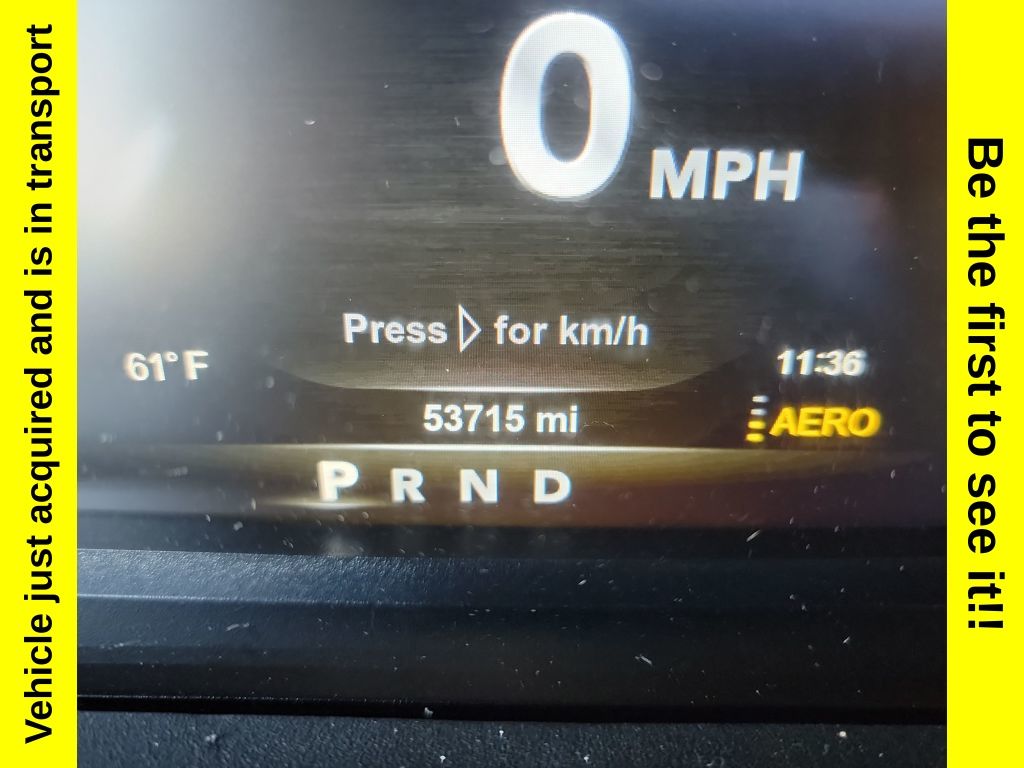 Vehicle just acquired and is in transport
0 MPH
Press ▷ for km/h
61°F
11:36
53715 mi
AERO
P R N D
Be the first to see it!!